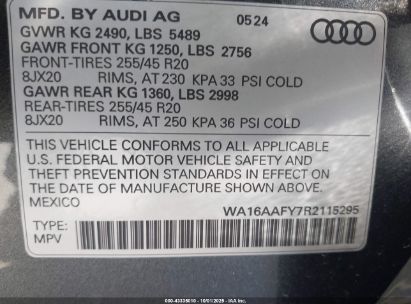 MFD. BY AUDI AG 05 24
GVWR KG 2490, LBS 5489
GAWR FRONT KG 1250, LBS 2756
FRONT-TIRES 255/45 R20
8JX20 RIMS, AT 230 KPA 33 PSI COLD
GAWR REAR KG 1360, LBS 2998
REAR-TIRES 255/45 R20
8JX20 RIMS, AT 250 KPA 36 PSI COLD
THIS VEHICLE CONFORMS TO ALL APPLICABLE
U.S. FEDERAL MOTOR VEHICLE SAFETY AND
THEFT PREVENTION STANDARDS IN EFFECT ON
THE DATE OF MANUFACTURE SHOWN ABOVE.
MEXICO
WA16AAFY7R2115295
TYPE:
MPV